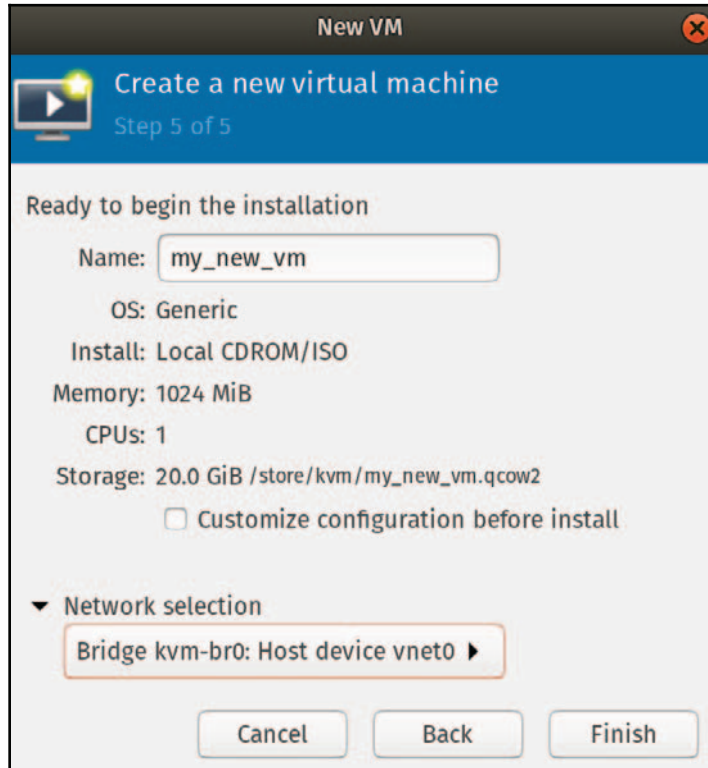 New VM
Create a new virtual machine
Step 5 of 5
Ready to begin the installation
Name: my_new_vm
OS: Generic
Install: Local CDROM/ISO
Memory: 1024 MiB
CPUs: 1
Storage: 20.0 GiB /store/kvm/my_new_vm.qcow2
Customize configuration before install
Network selection
Bridge kvm-br0: Host device vnet0
Cancel Back Finish